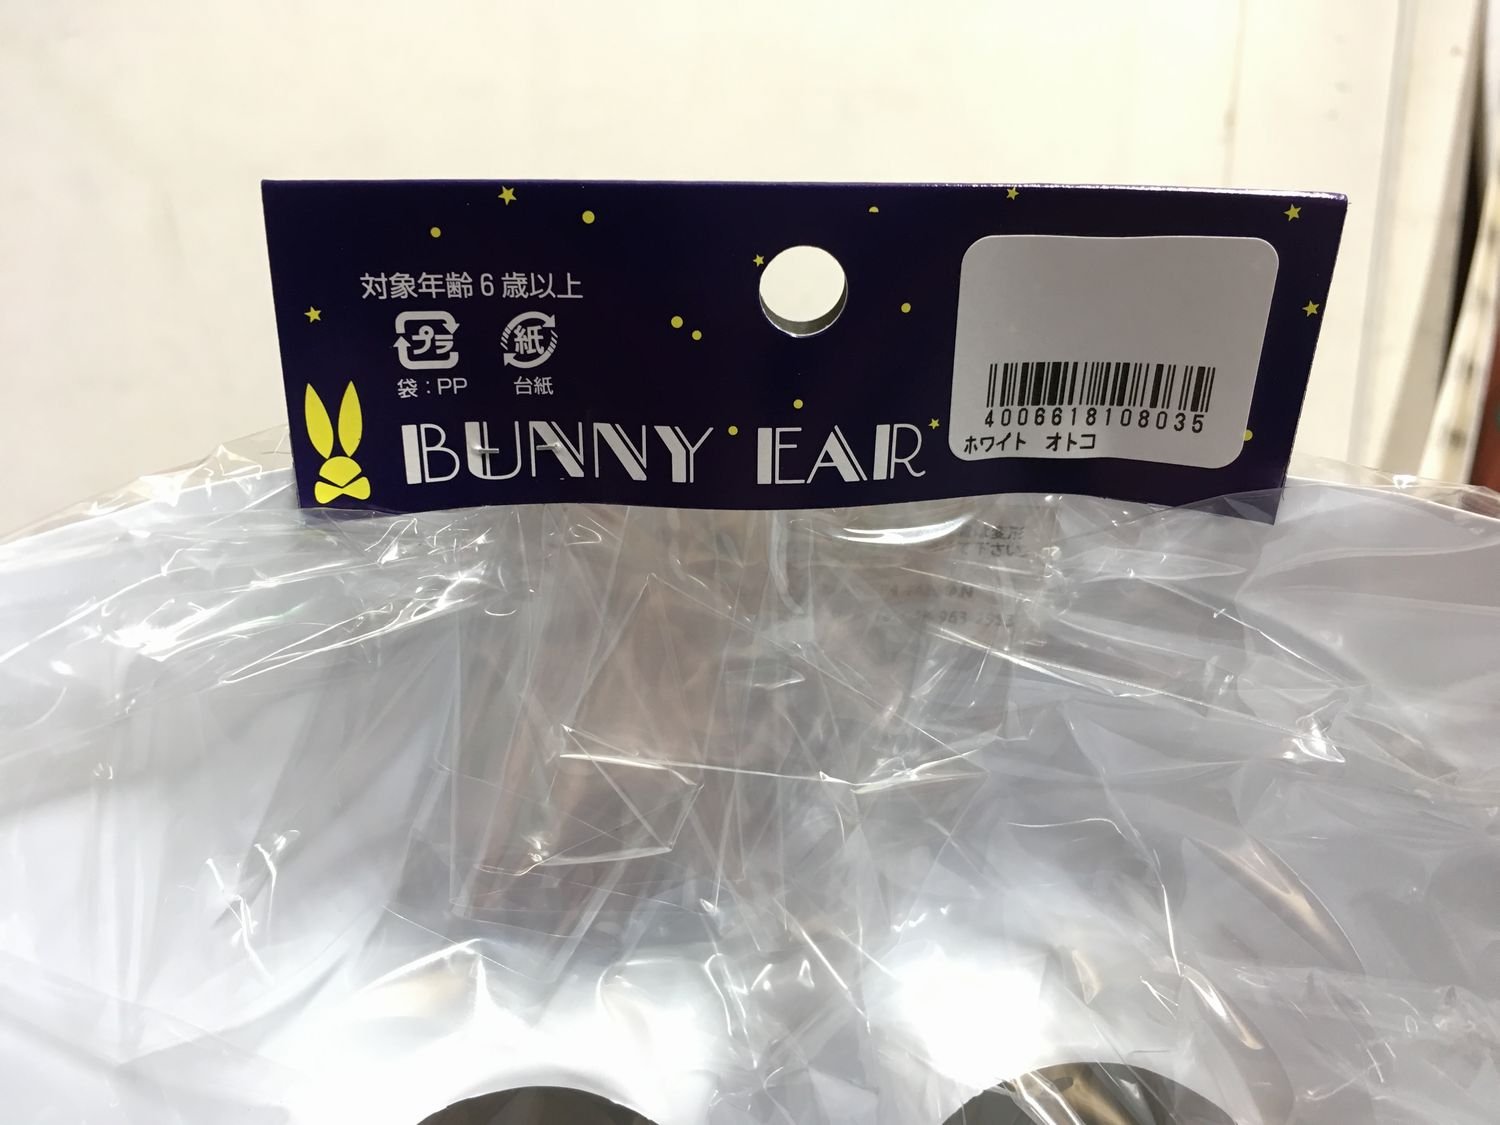 対象年齢6歳以上
プラ
紙
袋：PP
台紙
BUNNY EAR
4006618108035
ホワイト オトコ